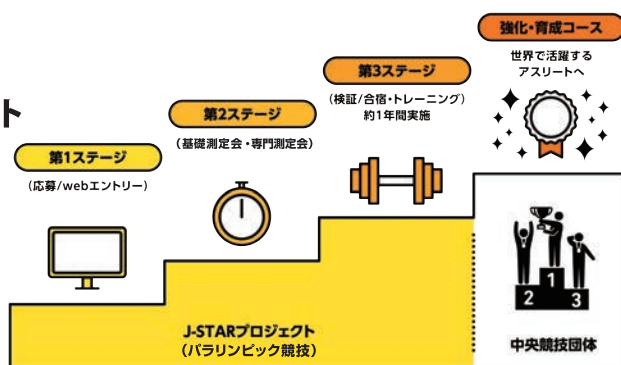 ト
第1ステージ
(応募/webエントリー)
第2ステージ
(基礎測定会・専門測定会)
第3ステージ
(検証/合宿・トレーニング)
約1年間実施
強化・育成コース
世界で活躍する
アスリートへ
J-STARプロジェクト
(パラリンピック競技)
2 1 3
中央競技団体